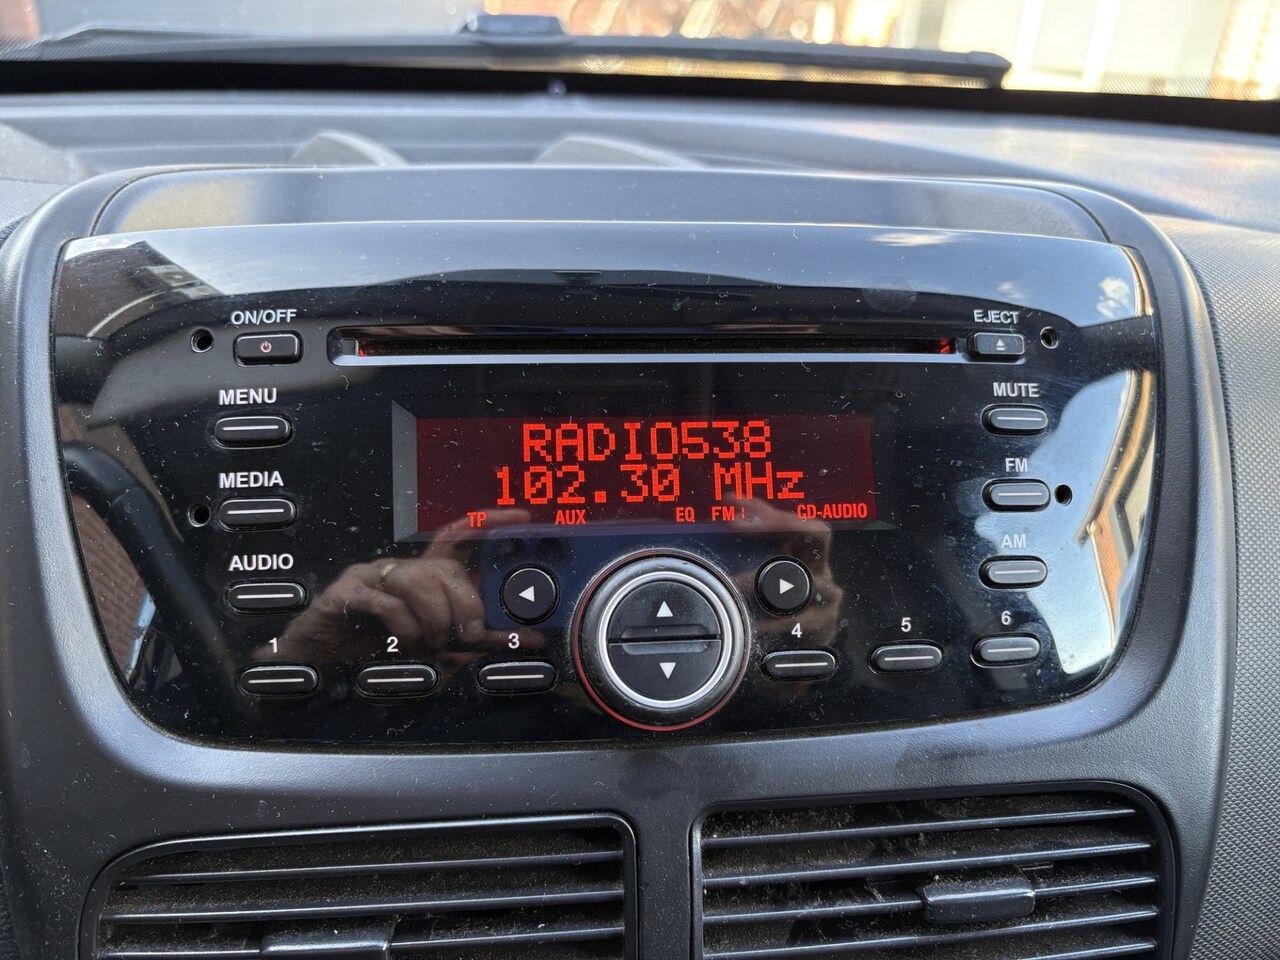 ON/OFF
EJECT
MENU
MUTE
RADIO538
102.30 MHz
MEDIA
FM
TP AUX EQ FM CD-AUDIO
AUDIO
AM
1 2 3 4 5 6